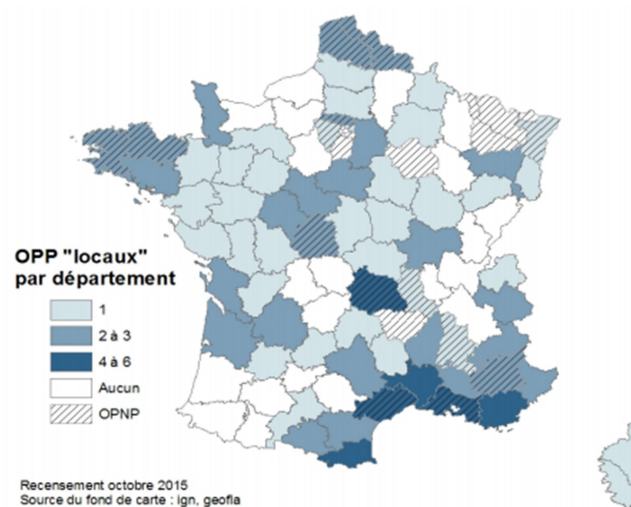 OPP "locaux"
par département
1
2 à 3
4 à 6
Aucun
OPNP
Recensement octobre 2015
Source du fond de carte : ign, geofla